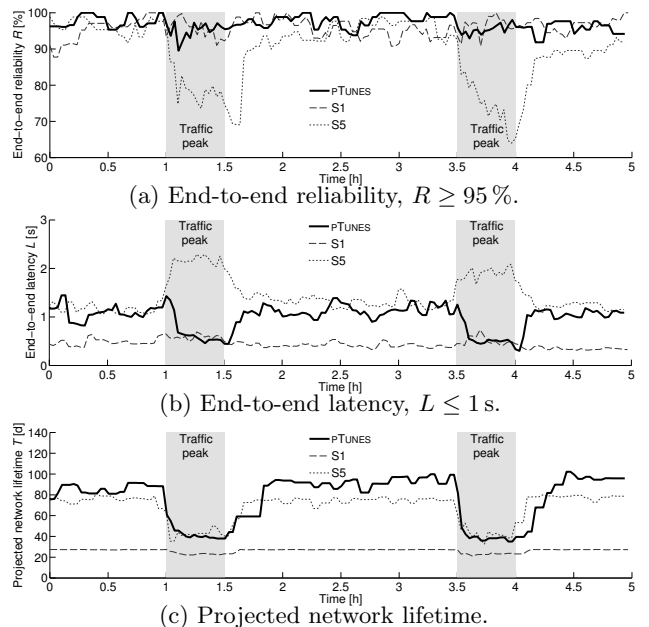 End−to−end reliability R [%]
100
90
80
70
60
Traffic
peak
pTunes
S1
S5
Traffic
peak
0 0.5 1 1.5 2 2.5 3 3.5 4 4.5 5
Time [h]
(a) End-to-end reliability, R ≥ 95 %.
End−to−end latency L [s]
3
2
1
0
Traffic
peak
pTunes
S1
S5
Traffic
peak
0 0.5 1 1.5 2 2.5 3 3.5 4 4.5 5
Time [h]
(b) End-to-end latency, L ≤ 1 s.
Projected network lifetime T [d]
140
120
100
80
60
40
20
0
Traffic
peak
pTunes
S1
S5
Traffic
peak
0 0.5 1 1.5 2 2.5 3 3.5 4 4.5 5
Time [h]
(c) Projected network lifetime.